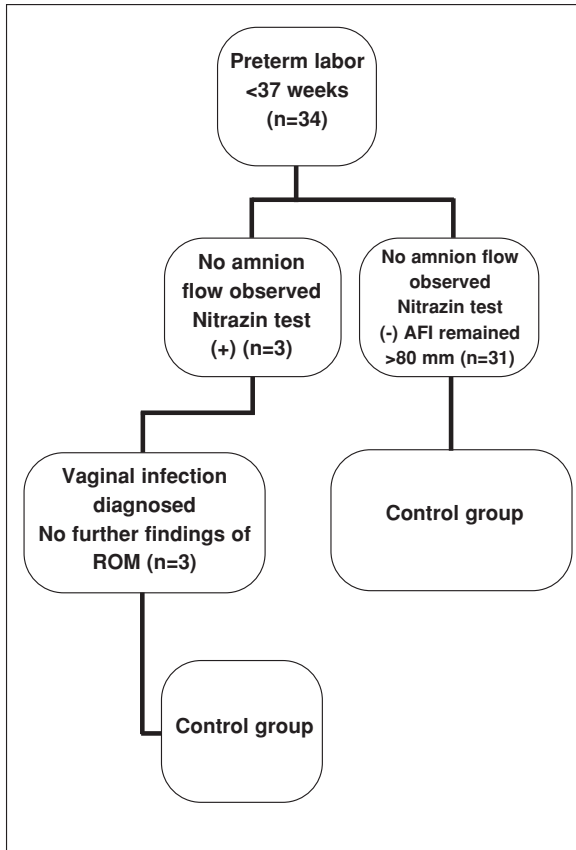 Preterm labor
<37 weeks
(n=34)
No amnion
flow observed
Nitrazin test
(+) (n=3)
No amnion flow
observed
Nitrazin test
(-) AFI remained
>80 mm (n=31)
Vaginal infection
diagnosed
No further findings of
ROM (n=3)
Control group
Control group